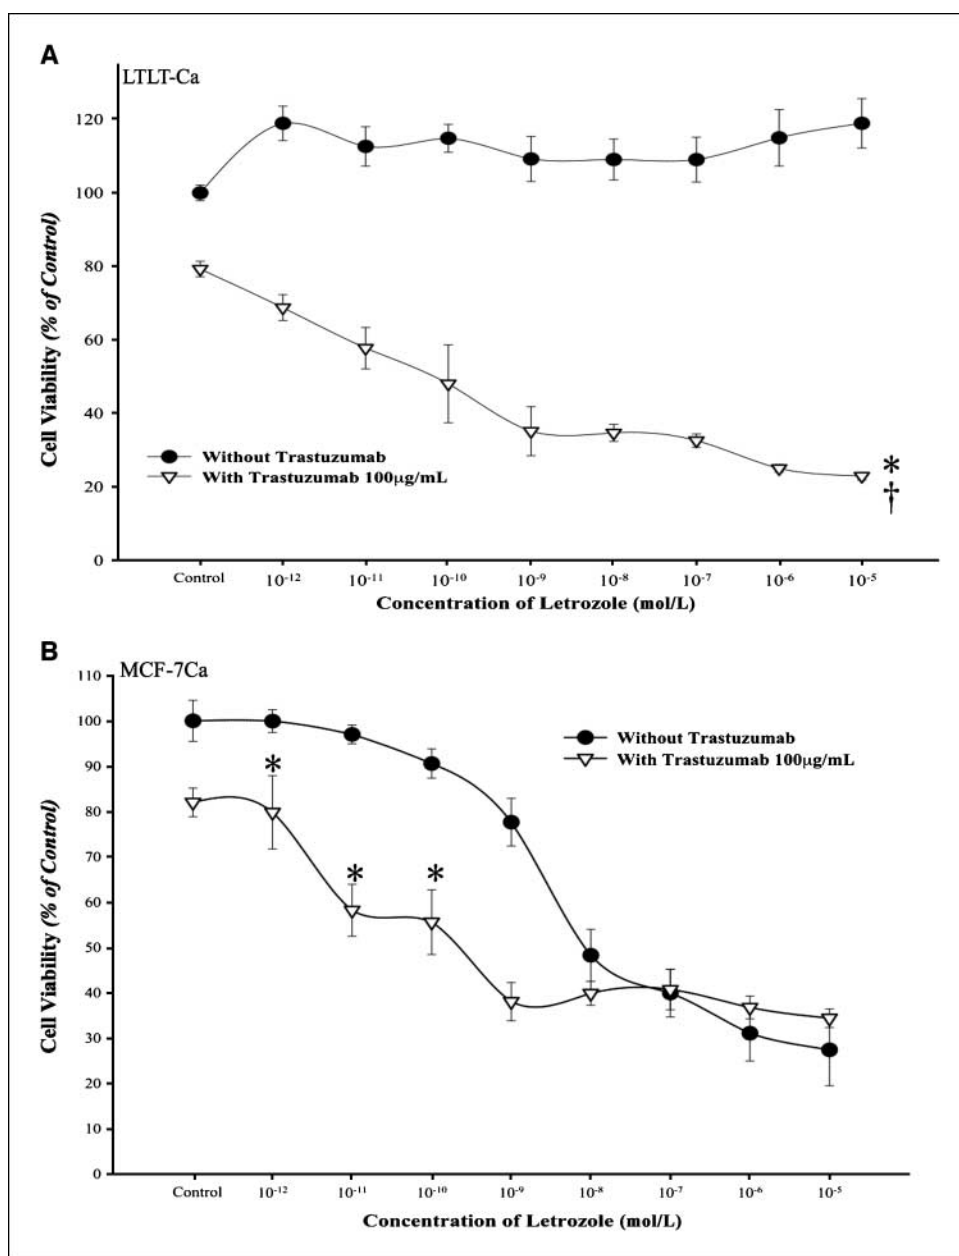 A
LTLT-Ca
120
100
80
60
40
20
0
Cell Viability (% of Control)
Without Trastuzumab
With Trastuzumab 100μg/mL
*
†
Control 10⁻¹² 10⁻¹¹ 10⁻¹⁰ 10⁻⁹ 10⁻⁸ 10⁻⁷ 10⁻⁶ 10⁻⁵
Concentration of Letrozole (mol/L)
B
MCF-7Ca
110
100
90
80
70
60
50
40
30
20
10
0
Cell Viability (% of Control)
Without Trastuzumab
With Trastuzumab 100μg/mL
*
* *
Control 10⁻¹² 10⁻¹¹ 10⁻¹⁰ 10⁻⁹ 10⁻⁸ 10⁻⁷ 10⁻⁶ 10⁻⁵
Concentration of Letrozole (mol/L)